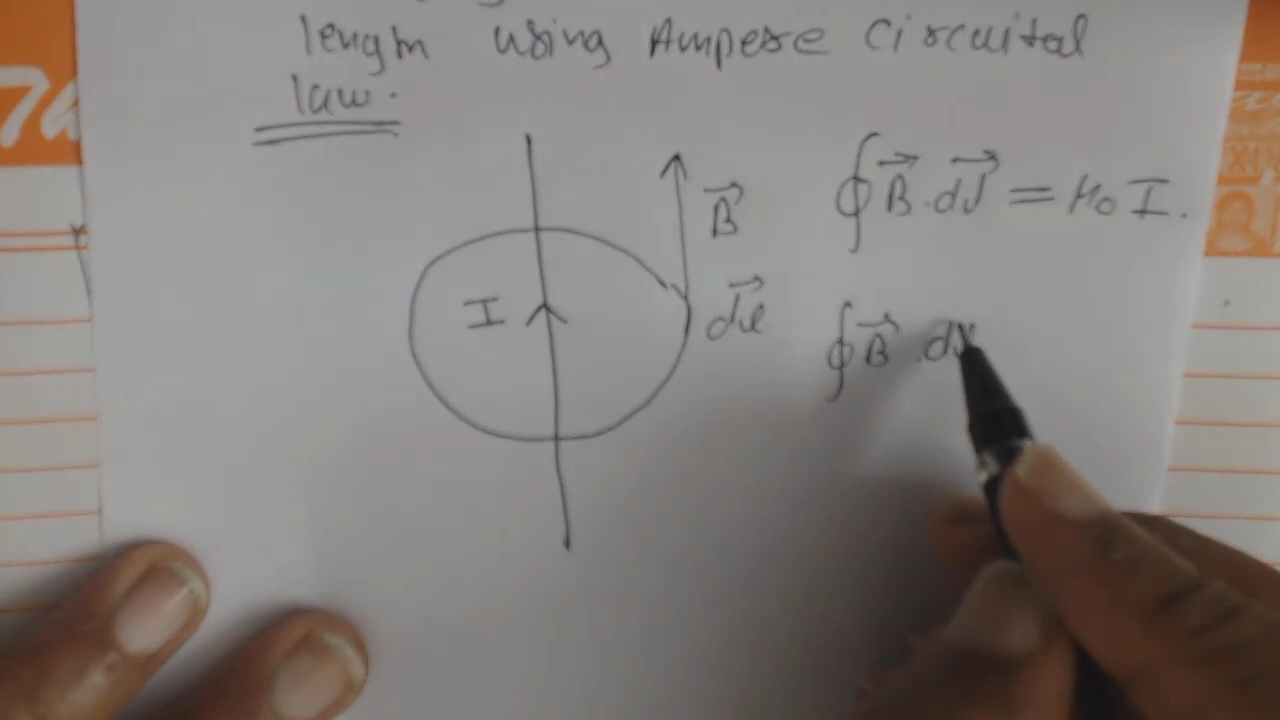 length using Ampere Circuital
law.
∮B⃗.dl⃗ = μ₀I.
B⃗
I
dl⃗
∮B⃗.dl